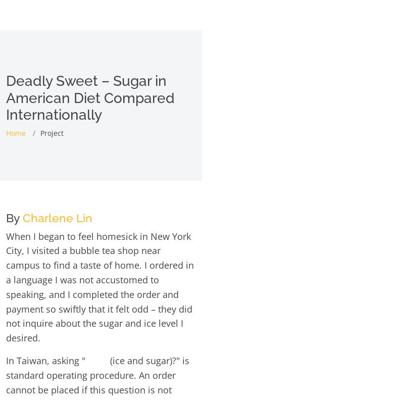 Deadly Sweet – Sugar in
American Diet Compared
Internationally
Home / Project
By Charlene Lin
When I began to feel homesick in New York
City, I visited a bubble tea shop near
campus to find a taste of home. I ordered in
a language I was not accustomed to
speaking, and I completed the order and
payment so swiftly that it felt odd – they did
not inquire about the sugar and ice level I
desired.
In Taiwan, asking " (ice and sugar)?" is
standard operating procedure. An order
cannot be placed if this question is not